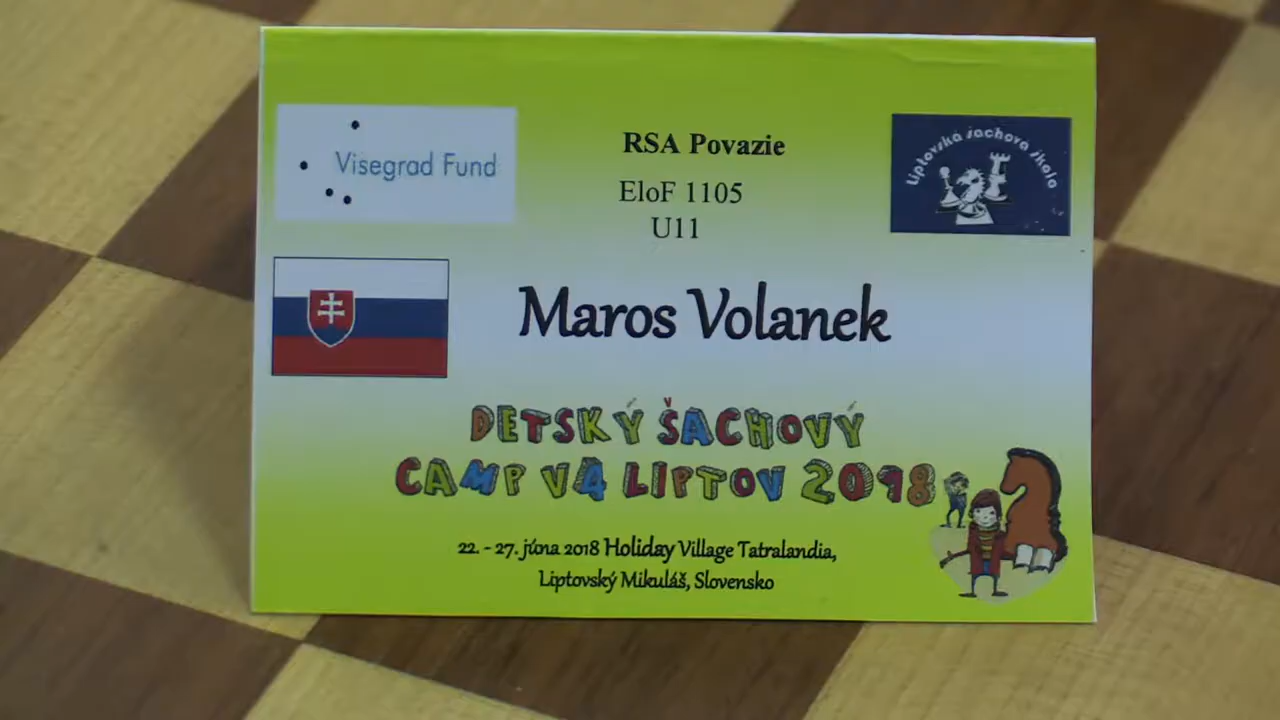 Visegrad Fund
RSA Povazie
EloF 1105
U11
Liptovská šachová škola
Maros Volanek
DETSKÝ ŠACHOVÝ
CAMP V4 LIPTOV 2018
22. - 27. júna 2018 Holiday Village Tatralandia,
Liptovský Mikuláš, Slovensko